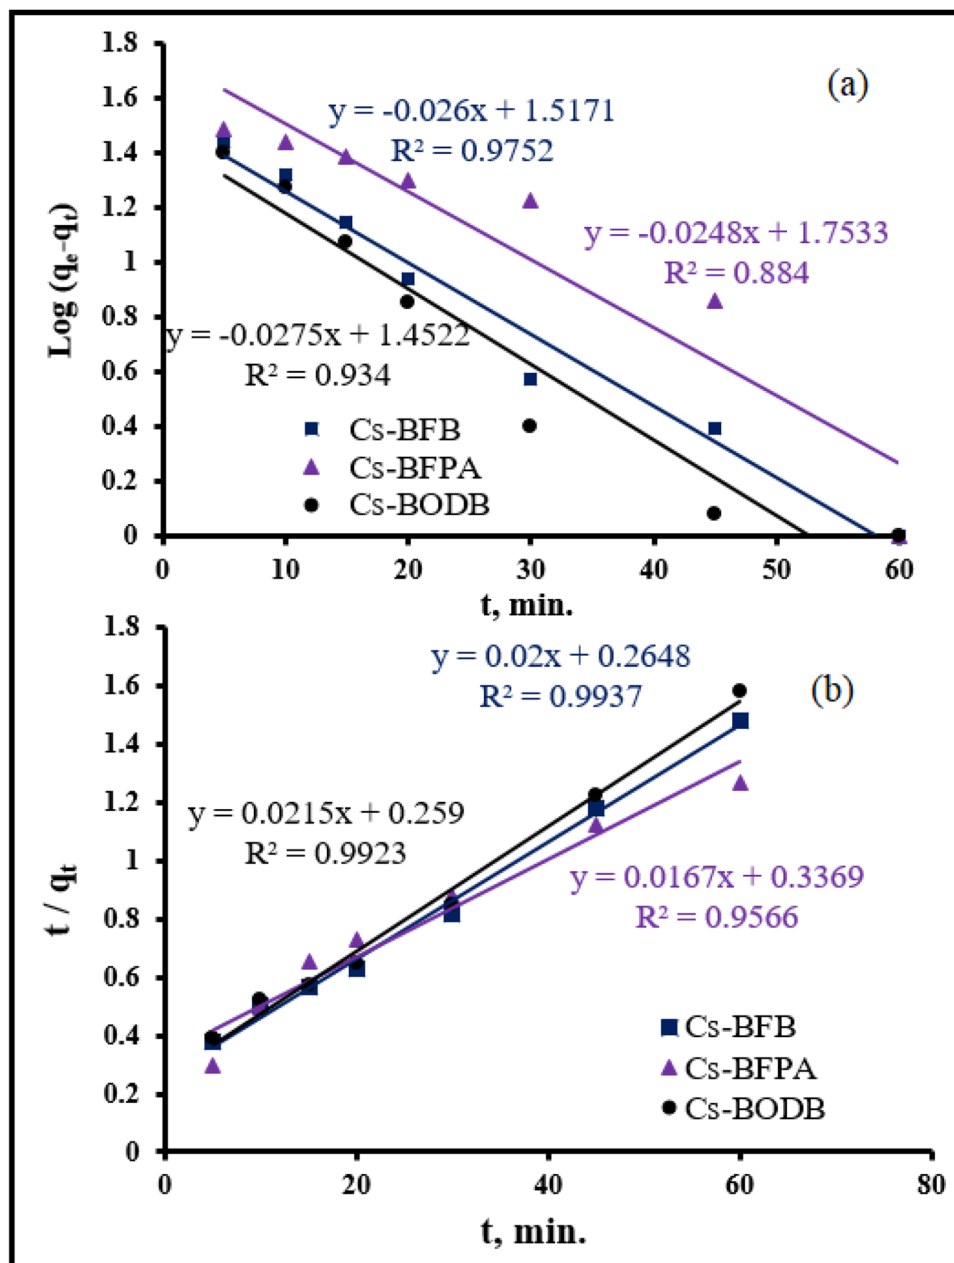 1.8
(a)
1.6
y = -0.026x + 1.5171
R² = 0.9752
1.4
1.2
y = -0.0248x + 1.7533
R² = 0.884
1
Log (qₑ-qₜ)
0.8
y = -0.0275x + 1.4522
R² = 0.934
0.6
0.4
Cs-BFB
Cs-BFPA
Cs-BODB
0.2
0
0 10 20 30 40 50 60
t, min.
1.8
y = 0.02x + 0.2648
R² = 0.9937
(b)
1.6
1.4
1.2
y = 0.0215x + 0.259
R² = 0.9923
1
t / qₜ
y = 0.0167x + 0.3369
R² = 0.9566
0.8
0.6
0.4
Cs-BFB
Cs-BFPA
Cs-BODB
0.2
0
0 20 40 60 80
t, min.